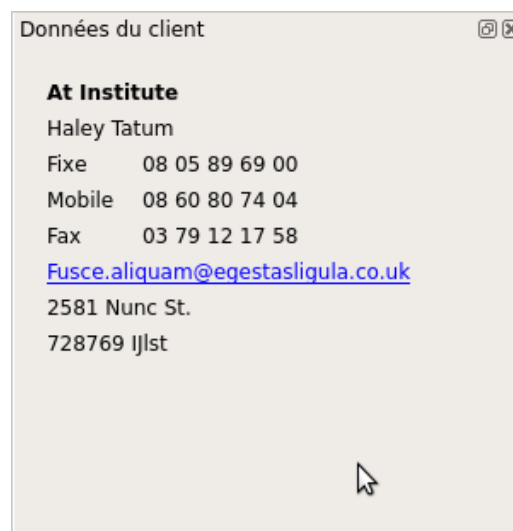 Données du client
At Institute
Haley Tatum
Fixe 08 05 89 69 00
Mobile 08 60 80 74 04
Fax 03 79 12 17 58
Fusce.aliquam@egestasligula.co.uk
2581 Nunc St.
728769 IJlst